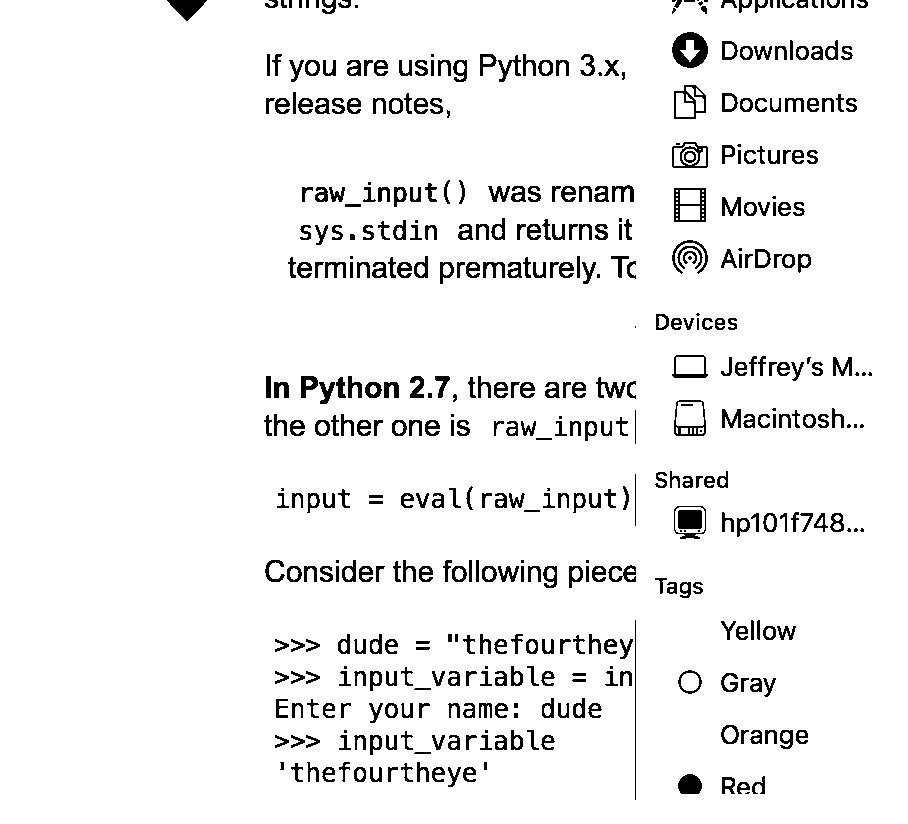 strings.
If you are using Python 3.x,
release notes,
raw_input() was renam
sys.stdin and returns it
terminated prematurely. To
In Python 2.7, there are two
the other one is raw_input
input = eval(raw_input)
Consider the following piece
>>> dude = "thefourthey
>>> input_variable = in
Enter your name: dude
>>> input_variable
'thefourtheye'
Applications
Downloads
Documents
Pictures
Movies
AirDrop
Devices
Jeffrey's M...
Macintosh...
Shared
hp101f748...
Tags
Yellow
Gray
Orange
Red